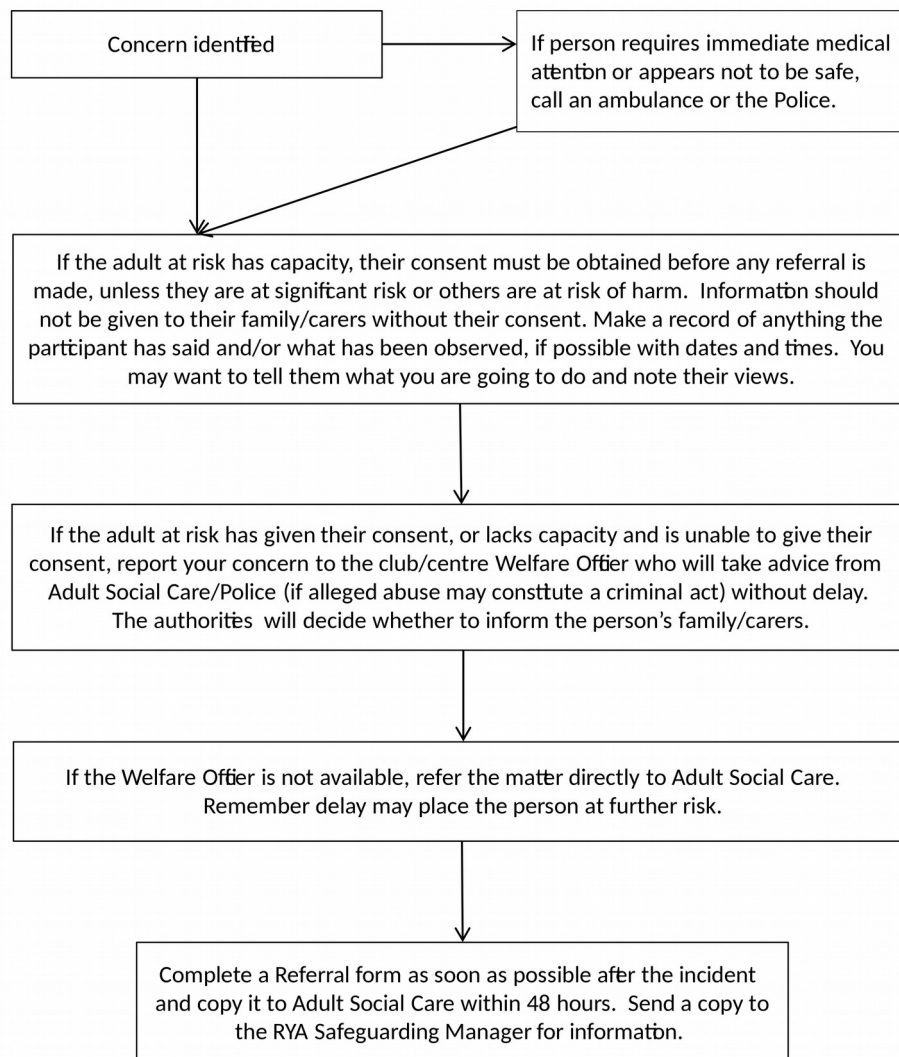 Concern identified
If person requires immediate medical
attention or appears not to be safe,
call an ambulance or the Police.
If the adult at risk has capacity, their consent must be obtained before any referral is
made, unless they are at significant risk or others are at risk of harm.  Information should
not be given to their family/carers without their consent. Make a record of anything the
participant has said and/or what has been observed, if possible with dates and times.  You
may want to tell them what you are going to do and note their views.
If the adult at risk has given their consent, or lacks capacity and is unable to give their
consent, report your concern to the club/centre Welfare Officer who will take advice from
Adult Social Care/Police (if alleged abuse may constitute a criminal act) without delay.
The authorities  will decide whether to inform the person’s family/carers.
If the Welfare Officer is not available, refer the matter directly to Adult Social Care.
Remember delay may place the person at further risk.
Complete a Referral form as soon as possible after the incident
and copy it to Adult Social Care within 48 hours.  Send a copy to
the RYA Safeguarding Manager for information.